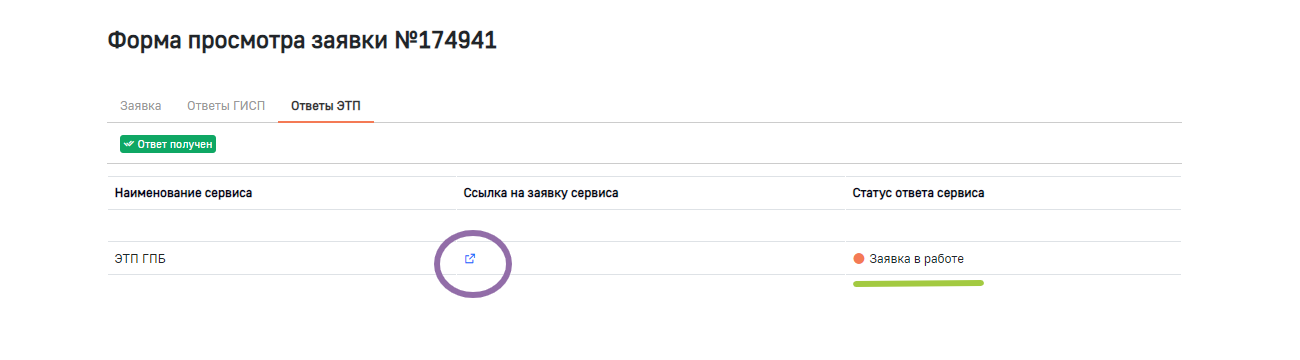 Форма просмотра заявки №174941
Заявка Ответы ГИСП Ответы ЭТП
Ответ получен
Наименование сервиса Ссылка на заявку сервиса Статус ответа сервиса
ЭТП ГПБ Заявка в работе